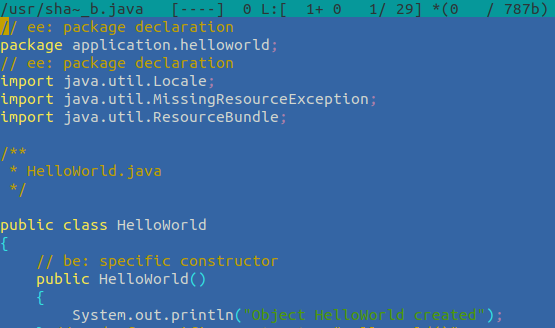 /usr/sha~_b.java   [----]  0 L:[  1+ 0   1/ 29] *(0   / 787b)
// ee: package declaration
package application.helloworld;
// ee: package declaration
import java.util.Locale;
import java.util.MissingResourceException;
import java.util.ResourceBundle;

/**
 * HelloWorld.java
 */

public class HelloWorld
{
    // be: specific constructor
    public HelloWorld()
    {
        System.out.println("Object HelloWorld created");